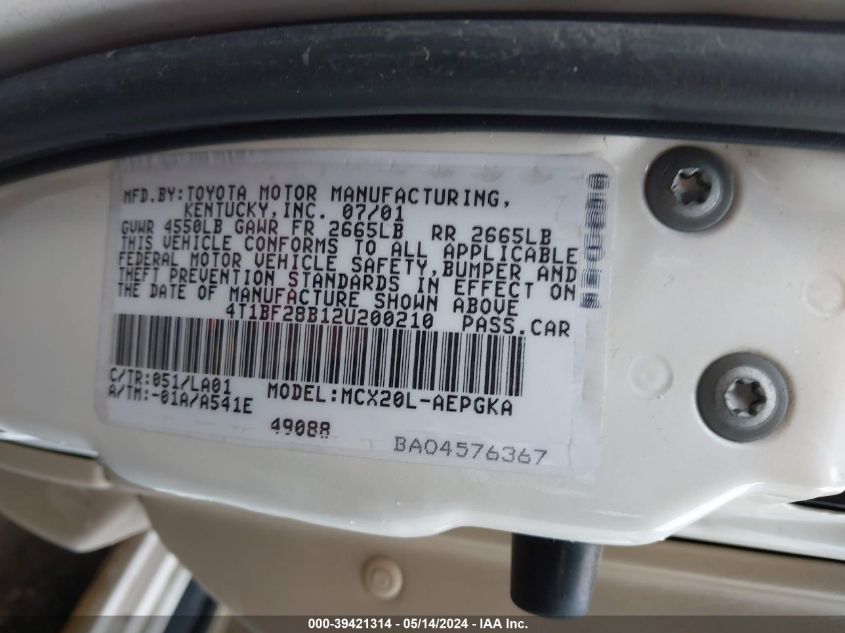 MFD.BY:TOYOTA MOTOR MANUFACTURING,
KENTUCKY,INC. 07/01
GVWR 4550LB GAWR FR 2665LB RR 2665LB
THIS VEHICLE CONFORMS TO ALL APPLICABLE
FEDERAL MOTOR VEHICLE SAFETY,BUMPER AND
THEFT PREVENTION STANDARDS IN EFFECT ON
THE DATE OF MANUFACTURE SHOWN ABOVE
4T1BF28B12U200210 PASS.CAR
C/TR:051/LA01 MODEL:MCX20L-AEPGKA
A/TM:-01A/A541E
49088
BA04576367
000-39421314 / 05/14/2024 - IAA Inc.